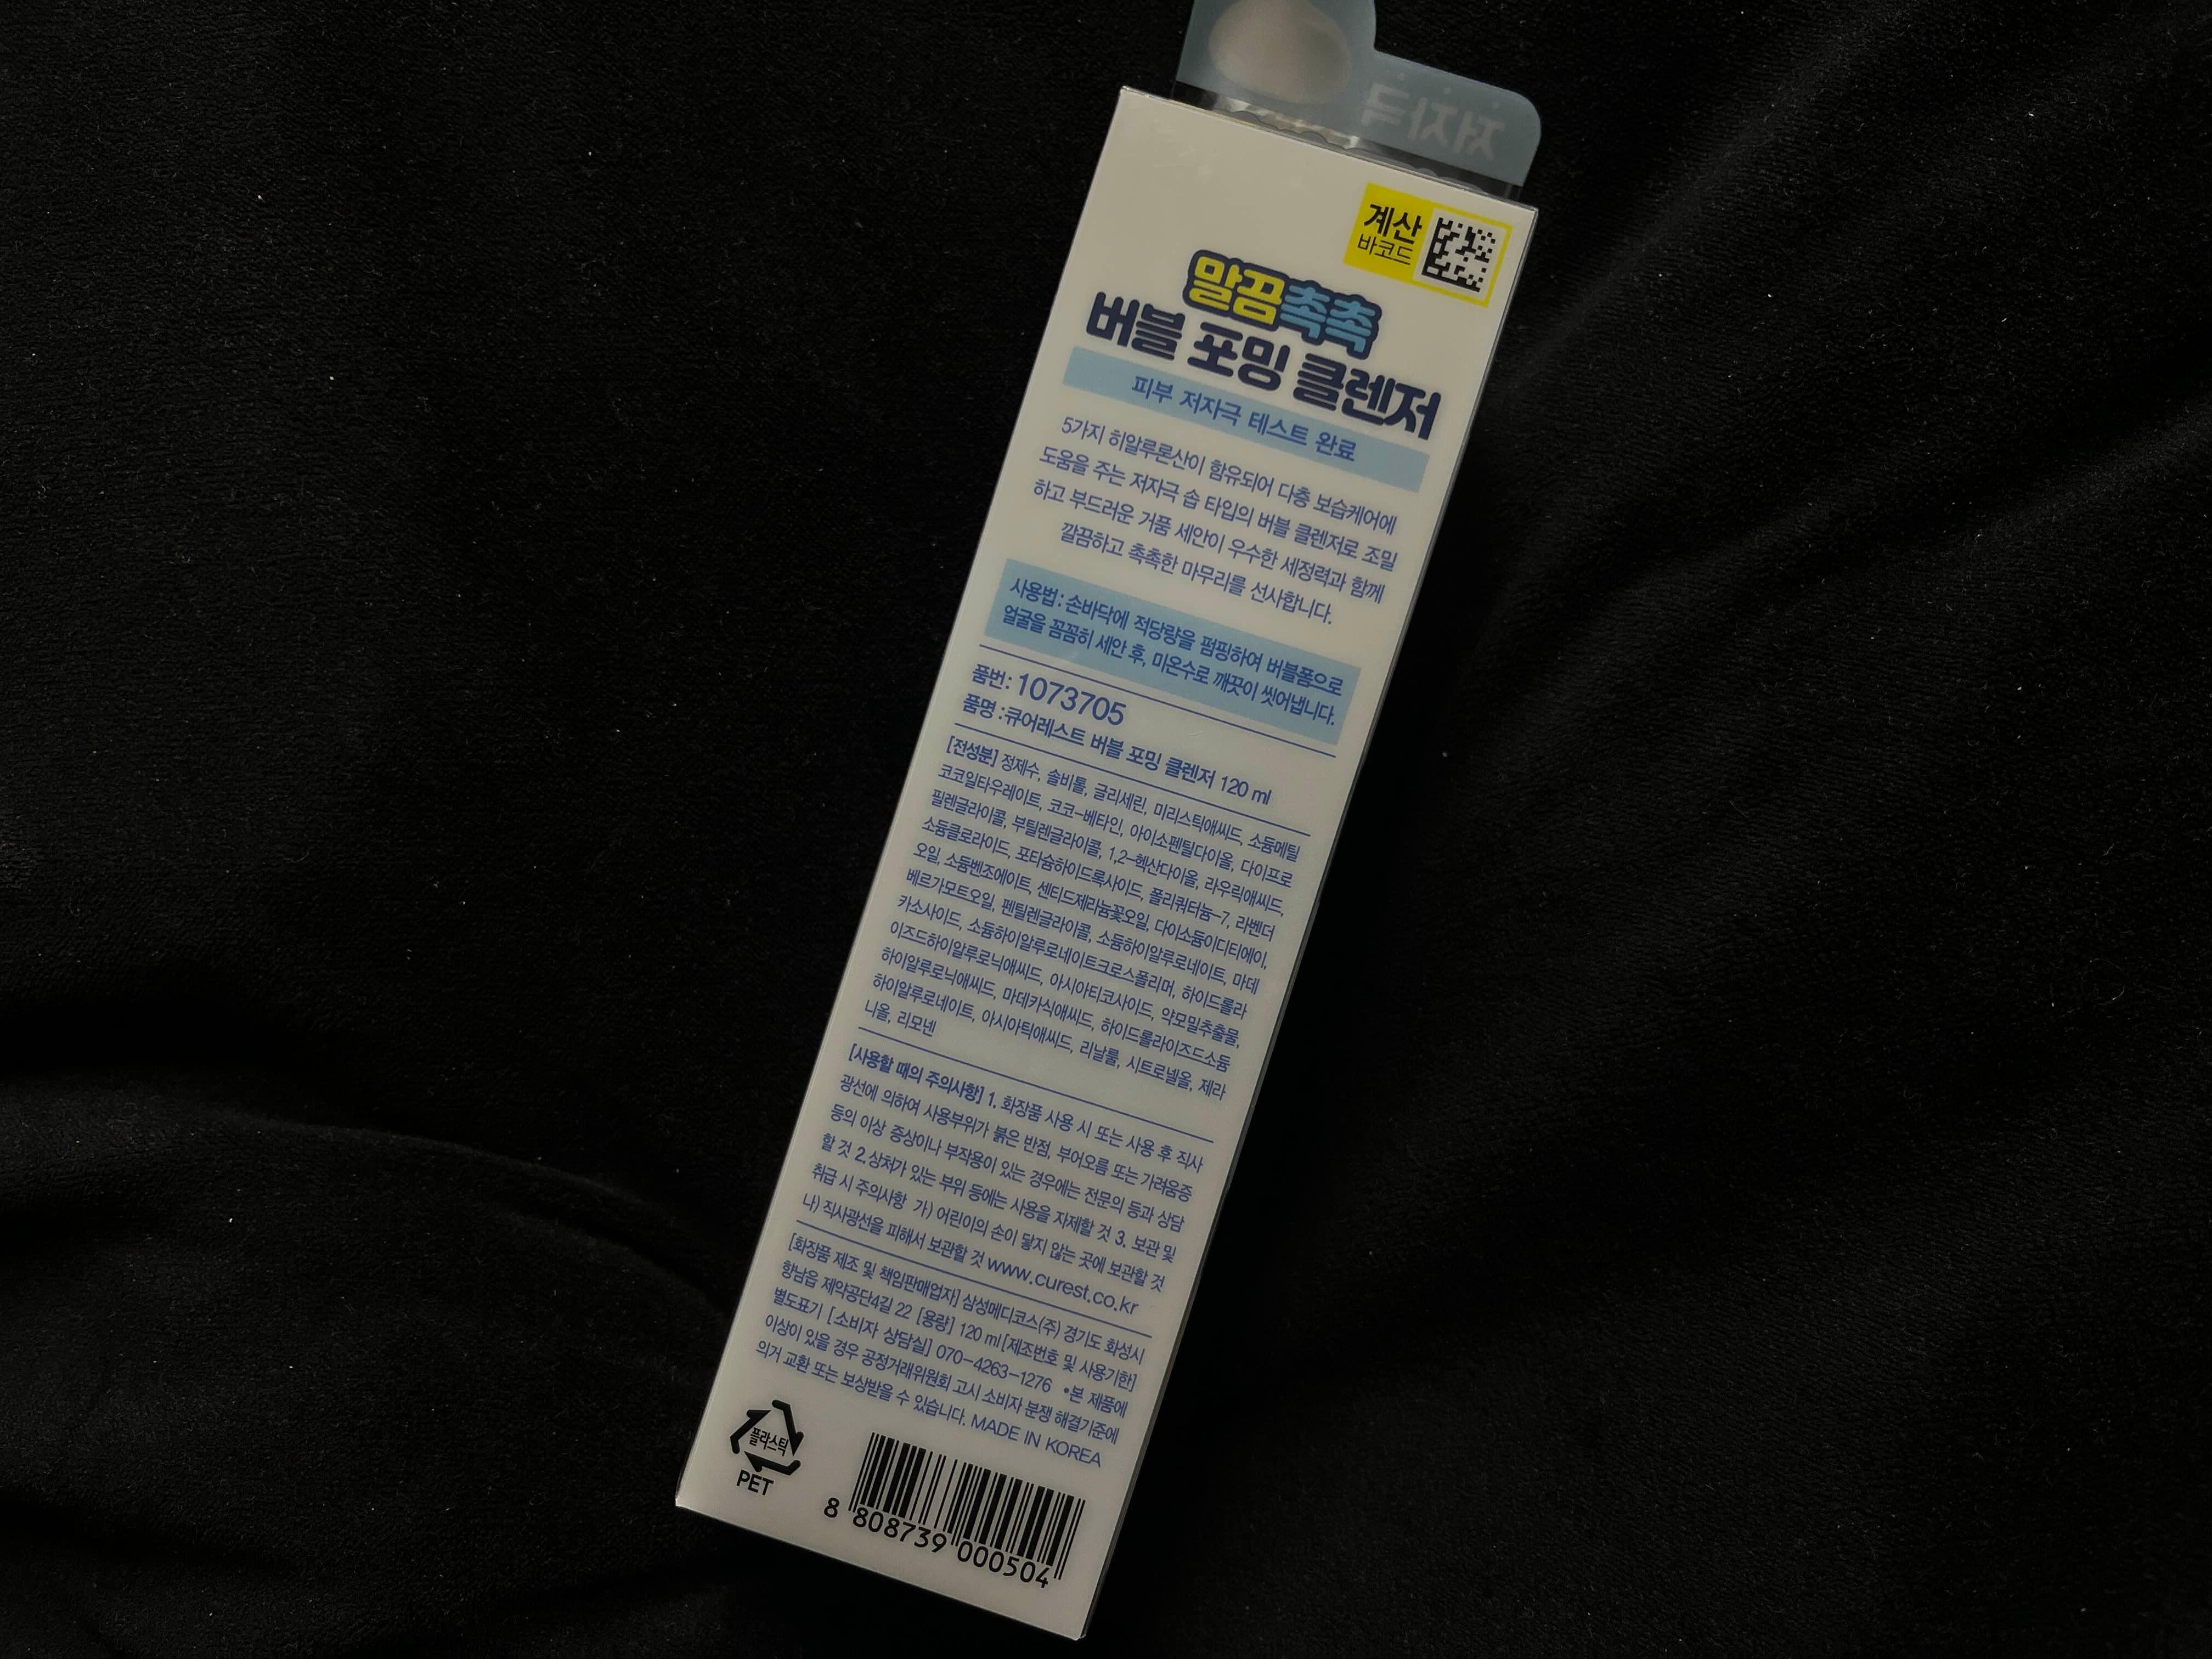 저자극
계산
바코드
말끔촉촉
버블 포밍 클렌저
피부 저자극 테스트 완료
5가지 히알루론산이 함유되어 다층 보습케어에
도움을 주는 저자극 솝 타입의 버블 클렌저로 조밀
하고 부드러운 거품 세안이 우수한 세정력과 함께
깔끔하고 촉촉한 마무리를 선사합니다.
사용법 : 손바닥에 적당량을 펌핑하여 버블폼으로
얼굴을 꼼꼼히 세안 후, 미온수로 깨끗이 씻어냅니다.
품번 : 1073705
품명 : 큐어레스트 버블 포밍 클렌저 120 ml
[전성분] 정제수, 솔비톨, 글리세린, 미리스틱애씨드, 소듐메틸
코코일타우레이트, 코코-베타인, 아이소펜틸다이올, 다이프로
필렌글라이콜, 부틸렌글라이콜, 1,2-헥산다이올, 라우릭애씨드,
소듐클로라이드, 포타슘하이드록사이드, 폴리쿼터늄-7, 라벤더
오일, 소듐벤조에이트, 센티드제라늄꽃오일, 다이소듐이디티에이,
베르가모트오일, 펜틸렌글라이콜, 소듐하이알루로네이트, 마데
카소사이드, 소듐하이알루로네이트크로스폴리머, 하이드롤라
이즈드하이알루로닉애씨드, 아시아티코사이드, 약모밀추출물,
하이알루로닉애씨드, 마데카식애씨드, 하이드롤라이즈드소듐
하이알루로네이트, 아시아틱애씨드, 리날룰, 시트로넬올, 제라
니올, 리모넨
[사용할 때의 주의사항] 1. 화장품 사용 시 또는 사용 후 직사
광선에 의하여 사용부위가 붉은 반점, 부어오름 또는 가려움증
등의 이상 증상이나 부작용이 있는 경우에는 전문의 등과 상담
할 것 2.상처가 있는 부위 등에는 사용을 자제할 것 3. 보관 및
취급 시 주의사항 가) 어린이의 손이 닿지 않는 곳에 보관할 것
나) 직사광선을 피해서 보관할 것 www.curest.co.kr
[화장품 제조 및 책임판매업자] 삼성메디코스(주) 경기도 화성시
향남읍 제약공단4길 22 [용량] 120 ml [제조번호 및 사용기한]
별도표기 [소비자 상담실] 070-4263-1276 •본 제품에
이상이 있을 경우 공정거래위원회 고시 소비자 분쟁 해결기준에
의거 교환 또는 보상받을 수 있습니다. MADE IN KOREA
플라스틱
PET
8 808739 000504